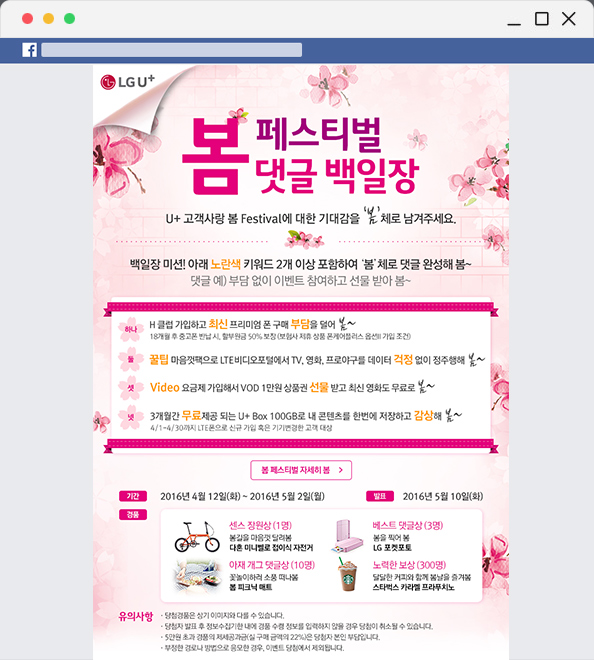 LG U+
봄 페스티벌
댓글 백일장
U+ 고객사랑 봄 Festival에 대한 기대감을 '봄'체로 남겨주세요.
백일장 미션! 아래 노란색 키워드 2개 이상 포함하여 '봄'체로 댓글 완성해 봄~
댓글 예) 부담 없이 이벤트 참여하고 선물 받아 봄~
하나 H 클럽 가입하고 최신 프리미엄 폰 구매 부담을 덜어 봄~
18개월 후 중고폰 반납 시, 할부원금 50% 보장 (보험사 제휴 상품 폰케어플러스 옵션II 가입 조건)
둘 꿀팁 마음껏팩으로 LTE비디오포털에서 TV, 영화, 프로야구를 데이터 걱정 없이 정주행해 봄~
셋 Video 요금제 가입해서 VOD 1만원 상품권 선물 받고 최신 영화도 무료로 봄~
넷 3개월간 무료제공 되는 U+ Box 100GB로 내 콘텐츠를 한번에 저장하고 감상해 봄~
4/1~4/30까지 LTE폰으로 신규 가입 혹은 기기변경한 고객 대상
봄 페스티벌 자세히 봄 >
기간 2016년 4월 12일(화) ~ 2016년 5월 2일(월) 발표 2016년 5월 10일(화)
경품
센스 장원상 (1명)
봄길을 마음껏 달려봄
다혼 미니벨로 접이식 자전거
베스트 댓글상 (3명)
봄을 찍어 봄
LG 포켓포토
아재 개그 댓글상 (10명)
꽃놀이하러 소풍 떠나봄
봄 피크닉 매트
노력한 보상 (300명)
달달한 커피와 함께 봄날을 즐겨봄
스타벅스 카라멜 프라푸치노
유의사항 · 당첨경품은 상기 이미지와 다를 수 있습니다.
· 당첨자 발표 후 정보수집기한 내에 경품 수령 정보를 입력하지 않을 경우 당첨이 취소될 수 있습니다.
· 5만원 초과 경품의 제세공과금(실 구매 금액의 22%)은 당첨자 본인 부담입니다.
· 부정한 경로나 방법으로 응모한 경우, 이벤트 당첨에서 제외됩니다.